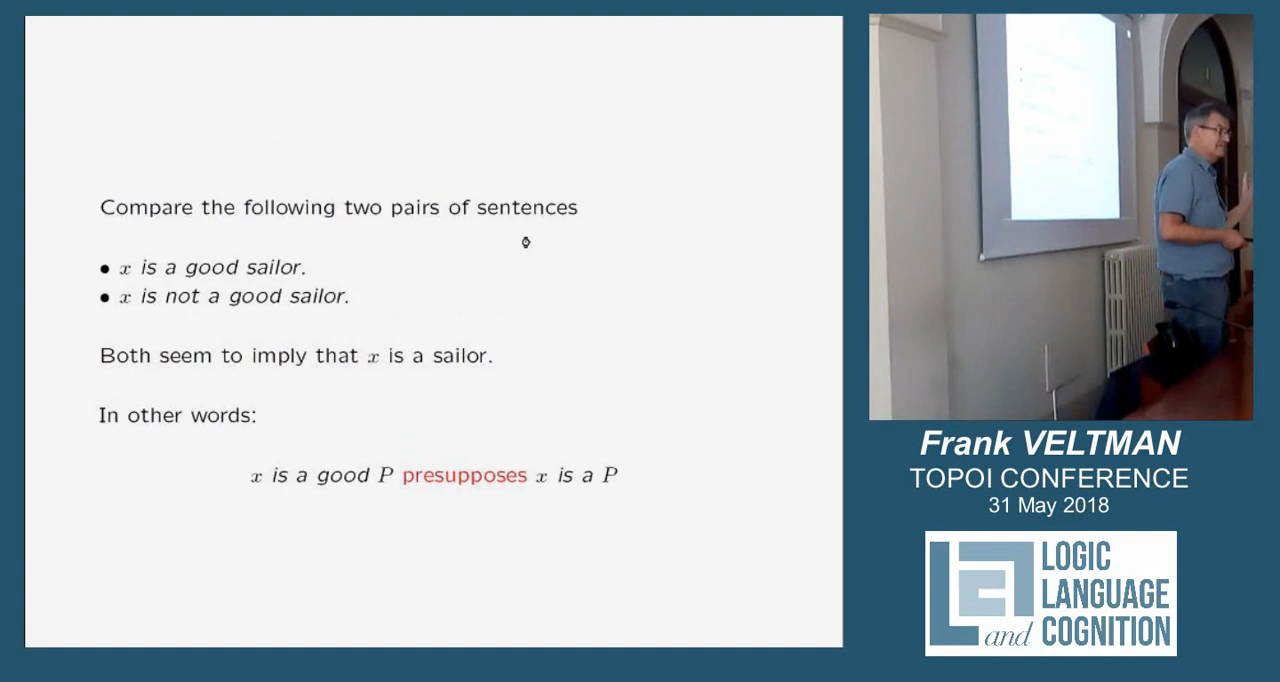 Compare the following two pairs of sentences
● x is a good sailor.
● x is not a good sailor.
Both seem to imply that x is a sailor.
In other words:
x is a good P presupposes x is a P
Frank VELTMAN
TOPOI CONFERENCE
31 May 2018
LLC
LOGIC
LANGUAGE
and COGNITION